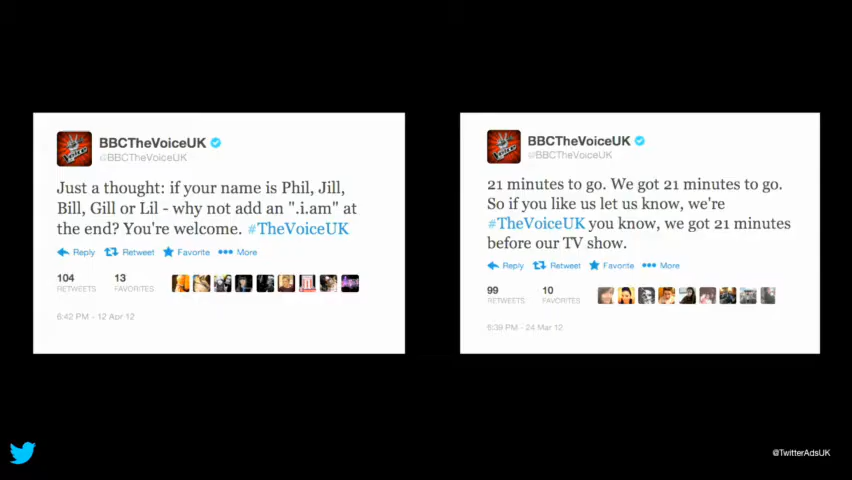 BBCTheVoiceUK
@BBCTheVoiceUK
Just a thought: if your name is Phil, Jill,
Bill, Gill or Lil - why not add an ".i.am" at
the end? You're welcome. #TheVoiceUK
Reply Retweet Favorite More
104 13
RETWEETS FAVORITES
6:42 PM - 12 Apr 12
BBCTheVoiceUK
@BBCTheVoiceUK
21 minutes to go. We got 21 minutes to go.
So if you like us let us know, we're
#TheVoiceUK you know, we got 21 minutes
before our TV show.
Reply Retweet Favorite More
99 10
RETWEETS FAVORITES
6:39 PM - 24 Mar 12
@TwitterAdsUK